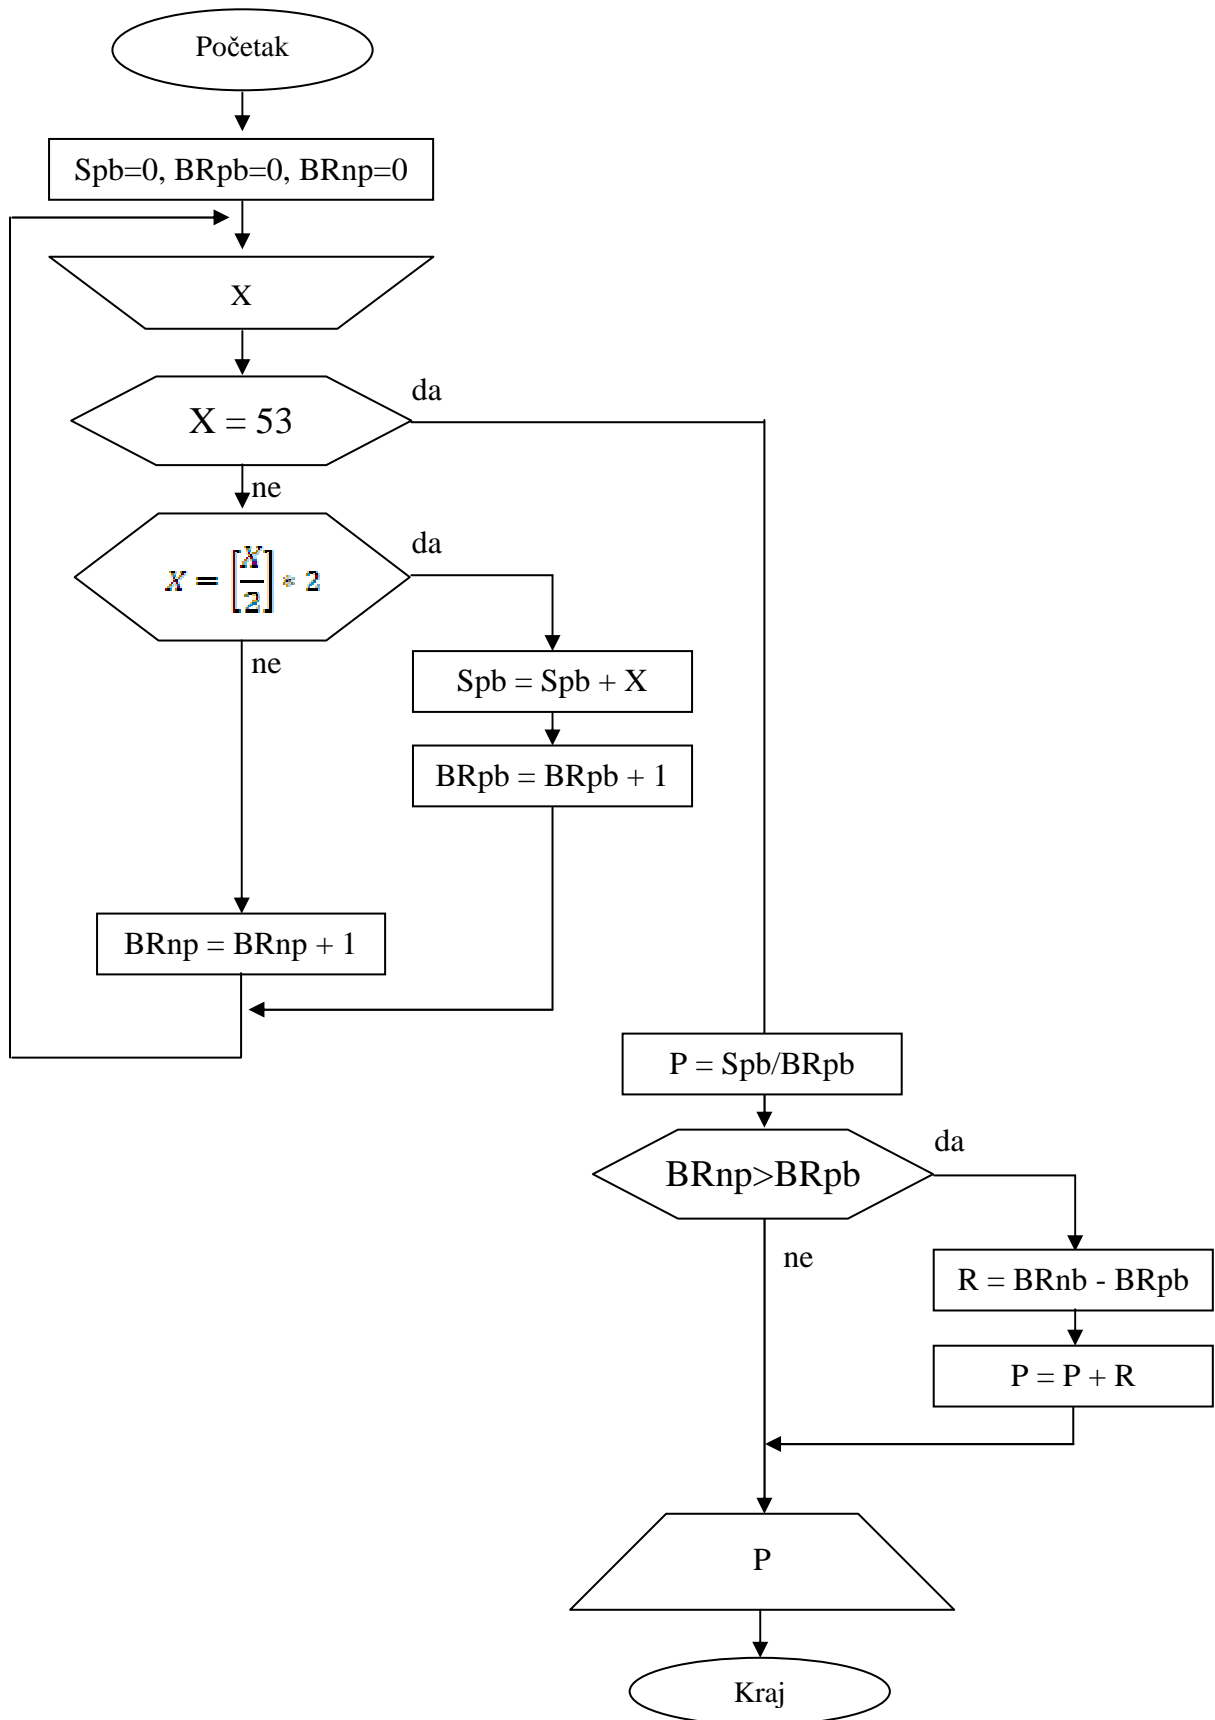 Početak
Spb=0, BRpb=0, BRnp=0
X
X = 53
da
ne
X = [X/2] * 2
da
ne
Spb = Spb + X
BRpb = BRpb + 1
BRnp = BRnp + 1
P = Spb/BRpb
BRnp>BRpb
da
ne
R = BRnb - BRpb
P = P + R
P
Kraj